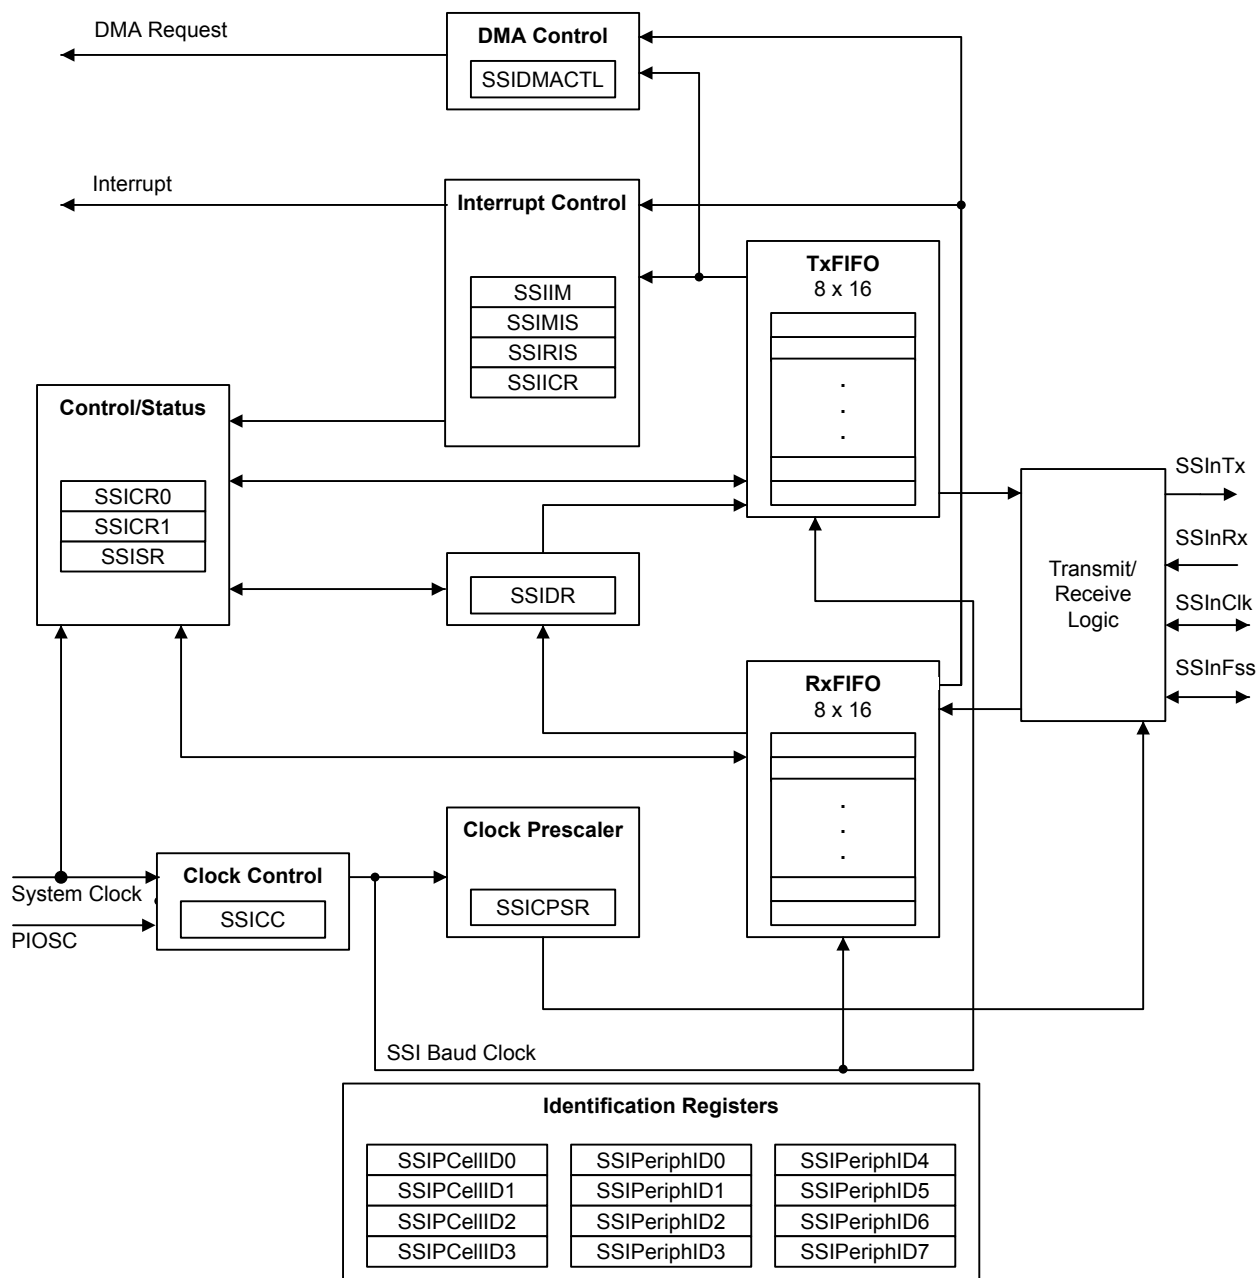 DMA Request
DMA Control
SSIDMACTL
Interrupt
Interrupt Control
SSIIM
SSIMIS
SSIRIS
SSIICR
TxFIFO
8 x 16
.
.
.
Control/Status
SSICR0
SSICR1
SSISR
SSIDR
Transmit/
Receive
Logic
SSInTx
SSInRx
SSInClk
SSInFss
RxFIFO
8 x 16
.
.
.
Clock Prescaler
SSICPSR
Clock Control
SSICC
System Clock
PIOSC
SSI Baud Clock
Identification Registers
SSIPCellID0
SSIPCellID1
SSIPCellID2
SSIPCellID3
SSIPeriphID0
SSIPeriphID1
SSIPeriphID2
SSIPeriphID3
SSIPeriphID4
SSIPeriphID5
SSIPeriphID6
SSIPeriphID7